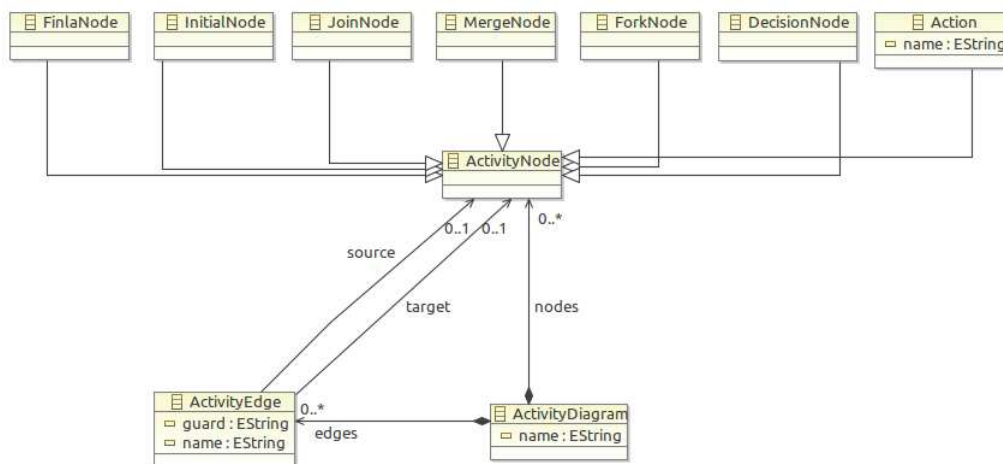 FinlaNode
InitialNode
JoinNode
MergeNode
ForkNode
DecisionNode
Action
name : EString
ActivityNode
0..1
0..1
0..*
source
target
nodes
ActivityEdge
guard : EString
name : EString
0..*
edges
ActivityDiagram
name : EString